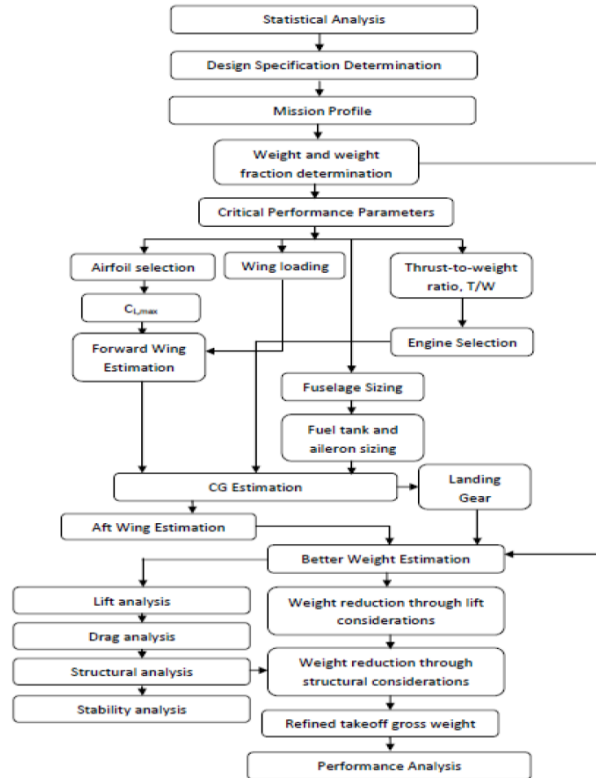 Statistical Analysis
Design Specification Determination
Mission Profile
Weight and weight
fraction determination
Critical Performance Parameters
Airfoil selection
Wing loading
Thrust-to-weight
ratio, T/W
CL,max
Engine Selection
Forward Wing
Estimation
Fuselage Sizing
Fuel tank and
aileron sizing
CG Estimation
Landing
Gear
Aft Wing Estimation
Better Weight Estimation
Lift analysis
Weight reduction through lift
considerations
Drag analysis
Structural analysis
Weight reduction through
structural considerations
Stability analysis
Refined takeoff gross weight
Performance Analysis